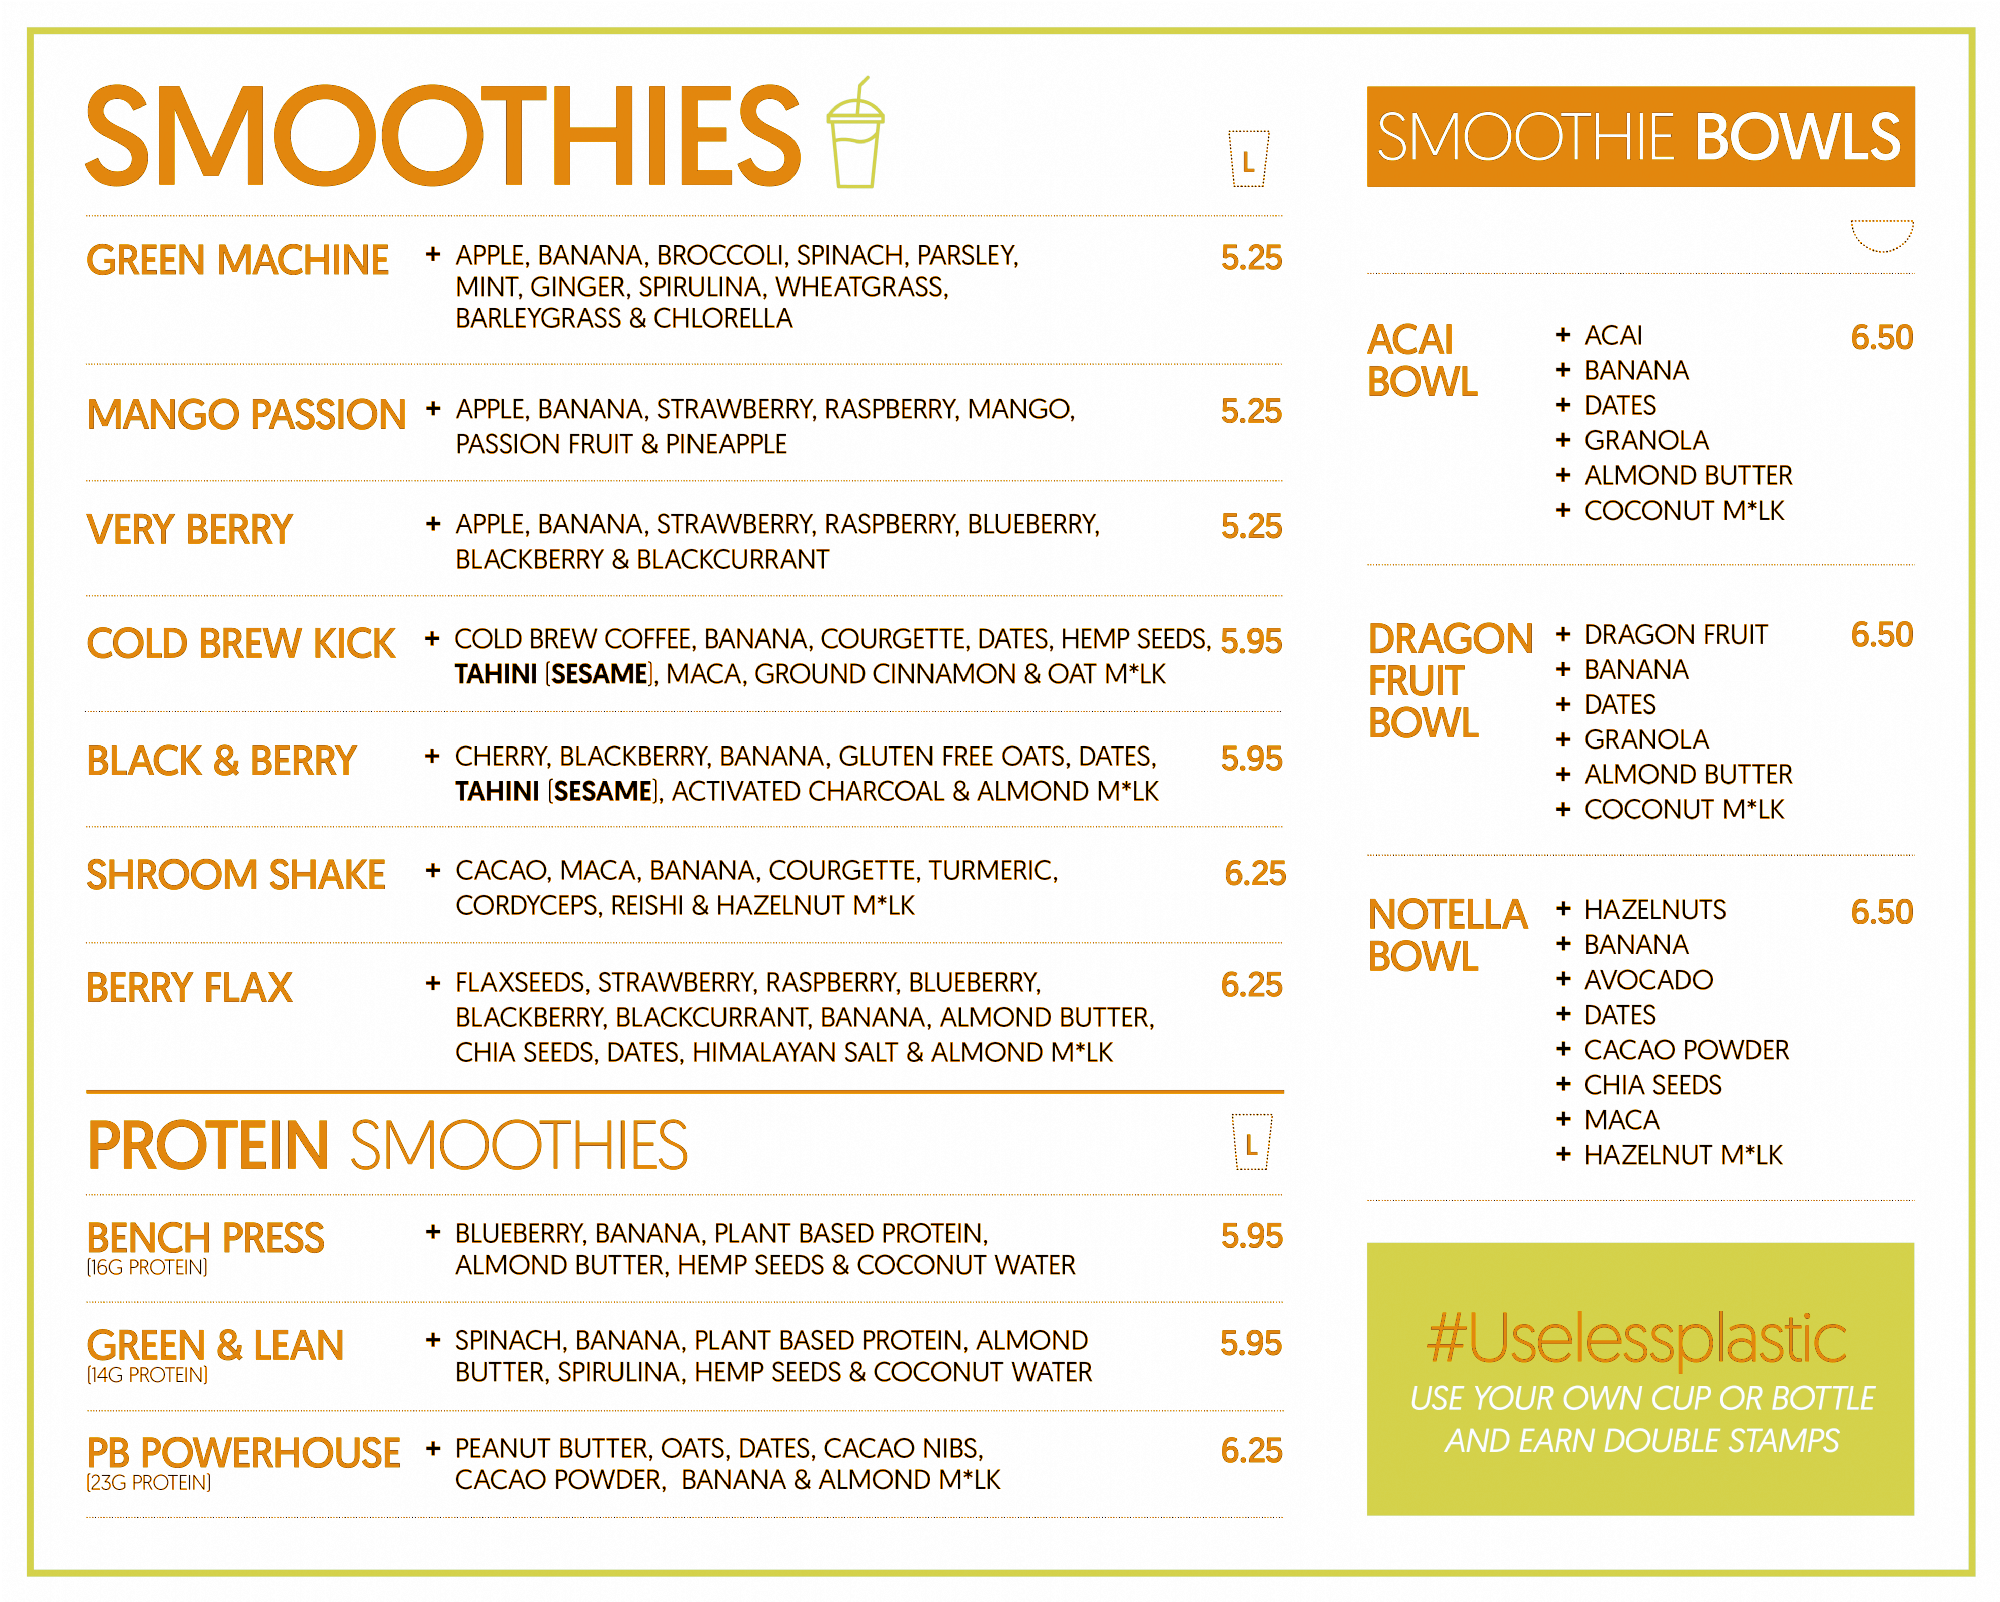 SMOOTHIES
L
GREEN MACHINE + APPLE, BANANA, BROCCOLI, SPINACH, PARSLEY, 5.25
MINT, GINGER, SPIRULINA, WHEATGRASS,
BARLEYGRASS & CHLORELLA
MANGO PASSION + APPLE, BANANA, STRAWBERRY, RASPBERRY, MANGO, 5.25
PASSION FRUIT & PINEAPPLE
VERY BERRY + APPLE, BANANA, STRAWBERRY, RASPBERRY, BLUEBERRY, 5.25
BLACKBERRY & BLACKCURRANT
COLD BREW KICK + COLD BREW COFFEE, BANANA, COURGETTE, DATES, HEMP SEEDS, 5.95
TAHINI (SESAME), MACA, GROUND CINNAMON & OAT M*LK
BLACK & BERRY + CHERRY, BLACKBERRY, BANANA, GLUTEN FREE OATS, DATES, 5.95
TAHINI (SESAME), ACTIVATED CHARCOAL & ALMOND M*LK
SHROOM SHAKE + CACAO, MACA, BANANA, COURGETTE, TURMERIC, 6.25
CORDYCEPS, REISHI & HAZELNUT M*LK
BERRY FLAX + FLAXSEEDS, STRAWBERRY, RASPBERRY, BLUEBERRY, 6.25
BLACKBERRY, BLACKCURRANT, BANANA, ALMOND BUTTER,
CHIA SEEDS, DATES, HIMALAYAN SALT & ALMOND M*LK
PROTEIN SMOOTHIES
L
BENCH PRESS + BLUEBERRY, BANANA, PLANT BASED PROTEIN, 5.95
(16G PROTEIN) ALMOND BUTTER, HEMP SEEDS & COCONUT WATER
GREEN & LEAN + SPINACH, BANANA, PLANT BASED PROTEIN, ALMOND 5.95
(14G PROTEIN) BUTTER, SPIRULINA, HEMP SEEDS & COCONUT WATER
PB POWERHOUSE + PEANUT BUTTER, OATS, DATES, CACAO NIBS, 6.25
(23G PROTEIN) CACAO POWDER, BANANA & ALMOND M*LK
SMOOTHIE BOWLS
ACAI + ACAI 6.50
BOWL + BANANA
+ DATES
+ GRANOLA
+ ALMOND BUTTER
+ COCONUT M*LK
DRAGON + DRAGON FRUIT 6.50
FRUIT + BANANA
BOWL + DATES
+ GRANOLA
+ ALMOND BUTTER
+ COCONUT M*LK
NOTELLA + HAZELNUTS 6.50
BOWL + BANANA
+ AVOCADO
+ DATES
+ CACAO POWDER
+ CHIA SEEDS
+ MACA
+ HAZELNUT M*LK
#Uselessplastic
USE YOUR OWN CUP OR BOTTLE
AND EARN DOUBLE STAMPS